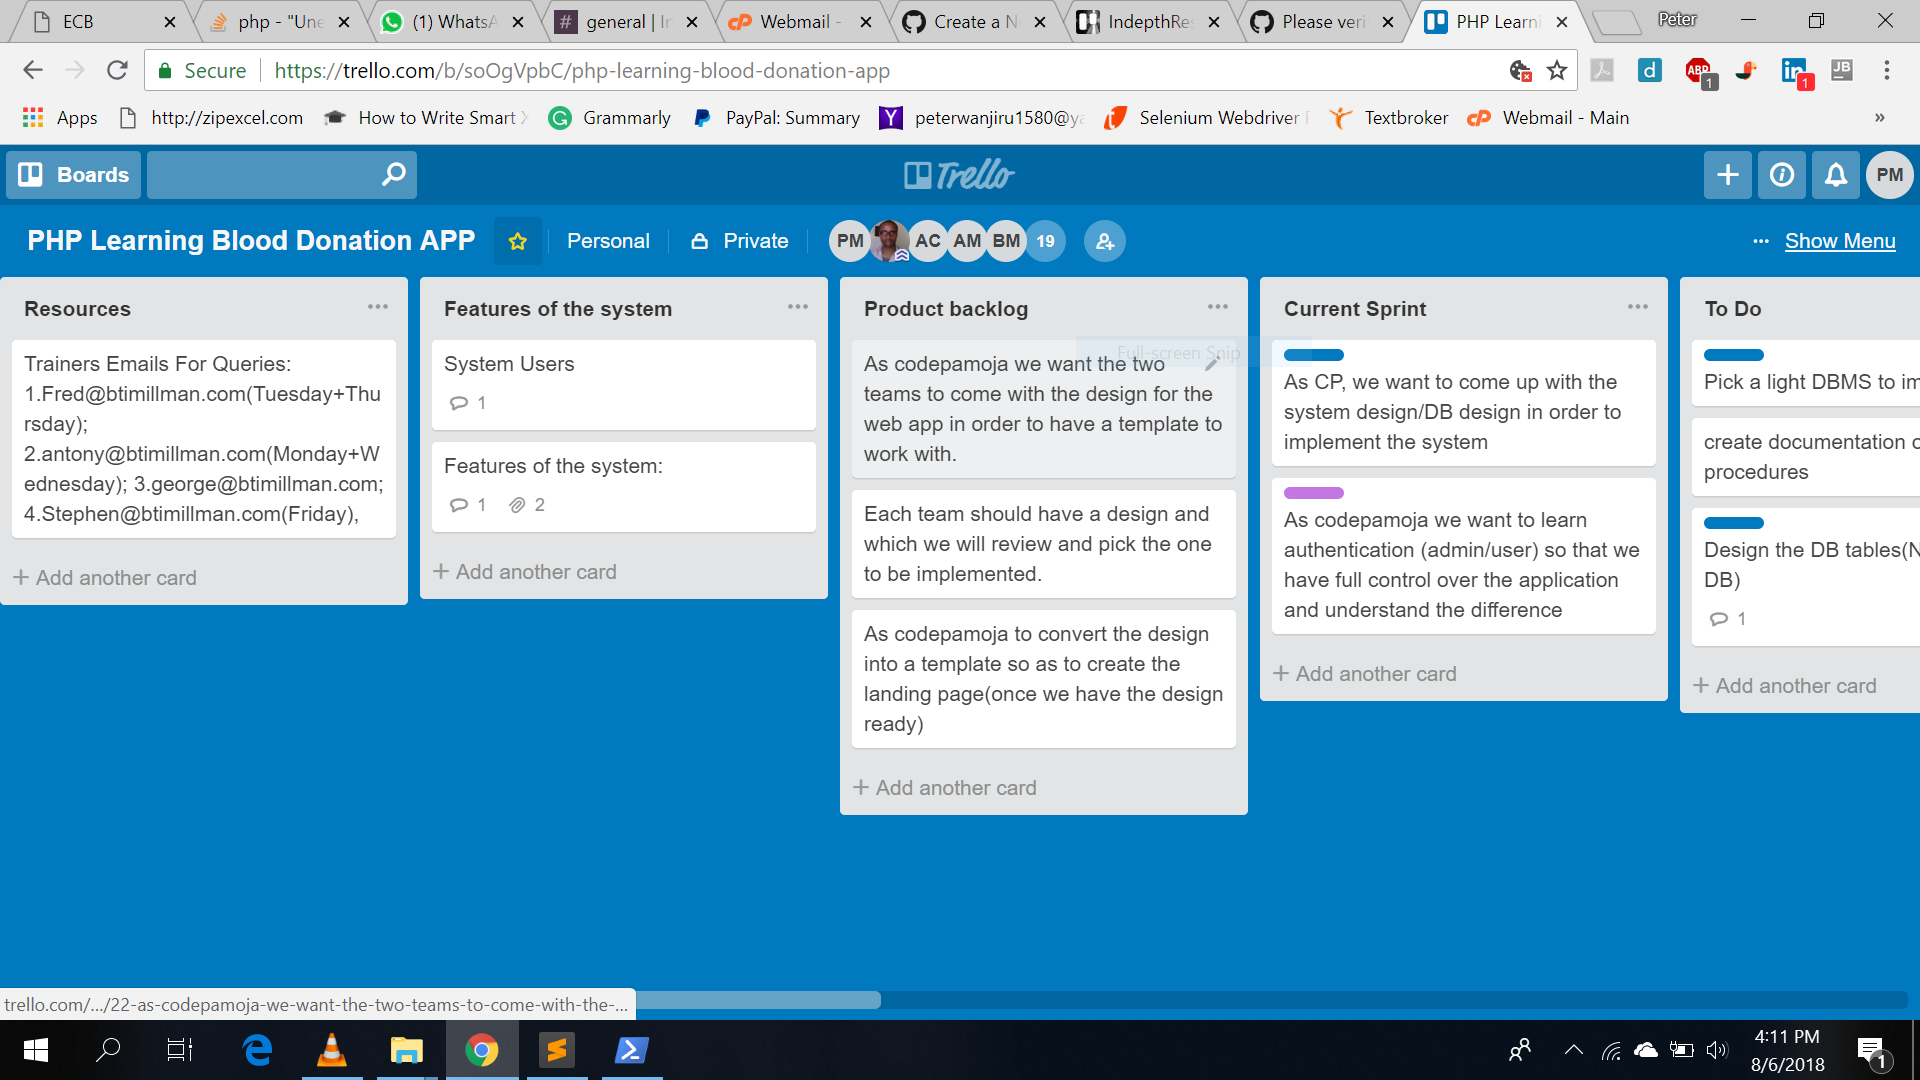 ECB
php - "Une
(1) WhatsA
general | In
Webmail -
Create a N
IndepthRes
Please veri
PHP Learni
Peter
Secure
https://trello.com/b/soOgVpbC/php-learning-blood-donation-app
ABP
1
d
in
1
JB
Apps
http://zipexcel.com
How to Write Smart
Grammarly
PayPal: Summary
peterwanjiru1580@ya
Selenium Webdriver
Textbroker
Webmail - Main
»
Boards
Trello
PM
PHP Learning Blood Donation APP
Personal
Private
PM
AC
AM
BM
19
Show Menu
Resources
Trainers Emails For Queries:
1.Fred@btimillman.com(Tuesday+Thu
rsday);
2.antony@btimillman.com(Monday+W
ednesday); 3.george@btimillman.com;
4.Stephen@btimillman.com(Friday),
+ Add another card
Features of the system
System Users
1
Features of the system:
1
2
+ Add another card
Product backlog
Full-screen Snip
As codepamoja we want the two
teams to come with the design for the
web app in order to have a template to
work with.
Each team should have a design and
which we will review and pick the one
to be implemented.
As codepamoja to convert the design
into a template so as to create the
landing page(once we have the design
ready)
+ Add another card
Current Sprint
As CP, we want to come up with the
system design/DB design in order to
implement the system
As codepamoja we want to learn
authentication (admin/user) so that we
have full control over the application
and understand the difference
+ Add another card
To Do
Pick a light DBMS to im
create documentation o
procedures
Design the DB tables(N
DB)
1
+ Add another card
trello.com/.../22-as-codepamoja-we-want-the-two-teams-to-come-with-the-...
4:11 PM
8/6/2018
1